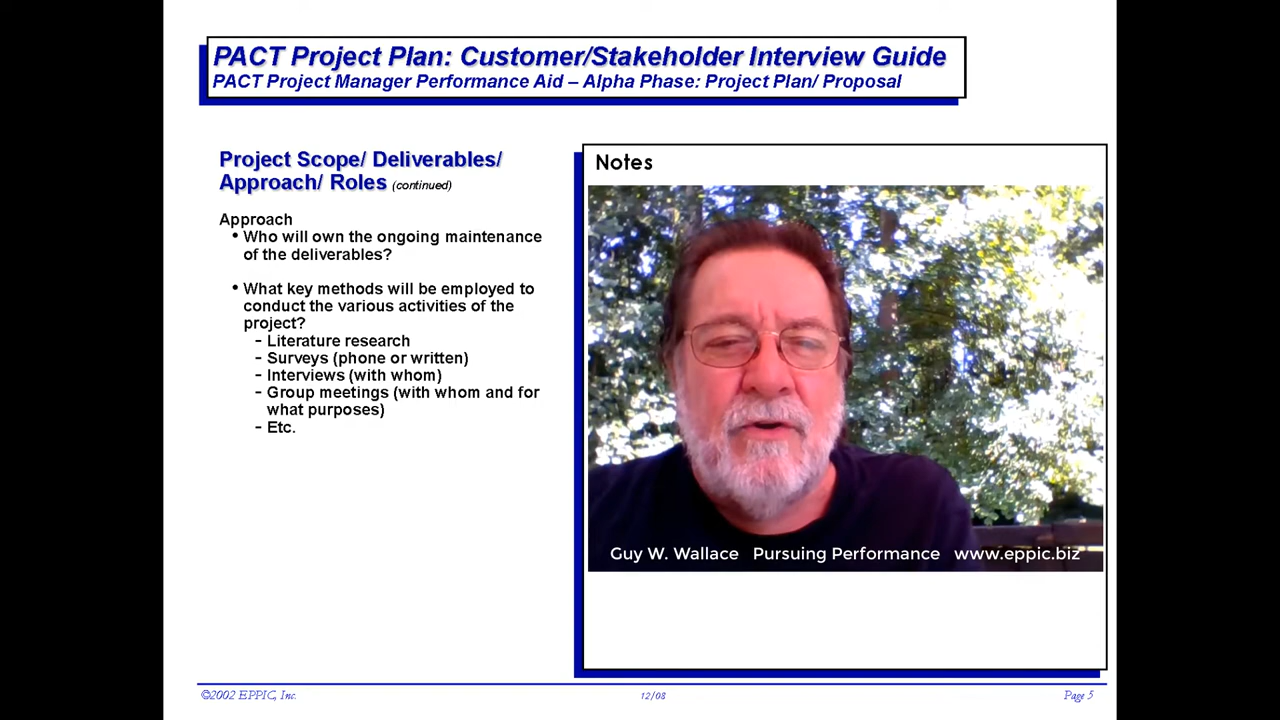 PACT Project Plan: Customer/Stakeholder Interview Guide
PACT Project Manager Performance Aid – Alpha Phase: Project Plan/ Proposal
Project Scope/ Deliverables/
Approach/ Roles (continued)
Approach
• Who will own the ongoing maintenance
of the deliverables?
• What key methods will be employed to
conduct the various activities of the
project?
- Literature research
- Surveys (phone or written)
- Interviews (with whom)
- Group meetings (with whom and for
what purposes)
- Etc.
Notes
Guy W. Wallace Pursuing Performance www.eppic.biz
©2002 EPPIC, Inc.
12/08
Page 5